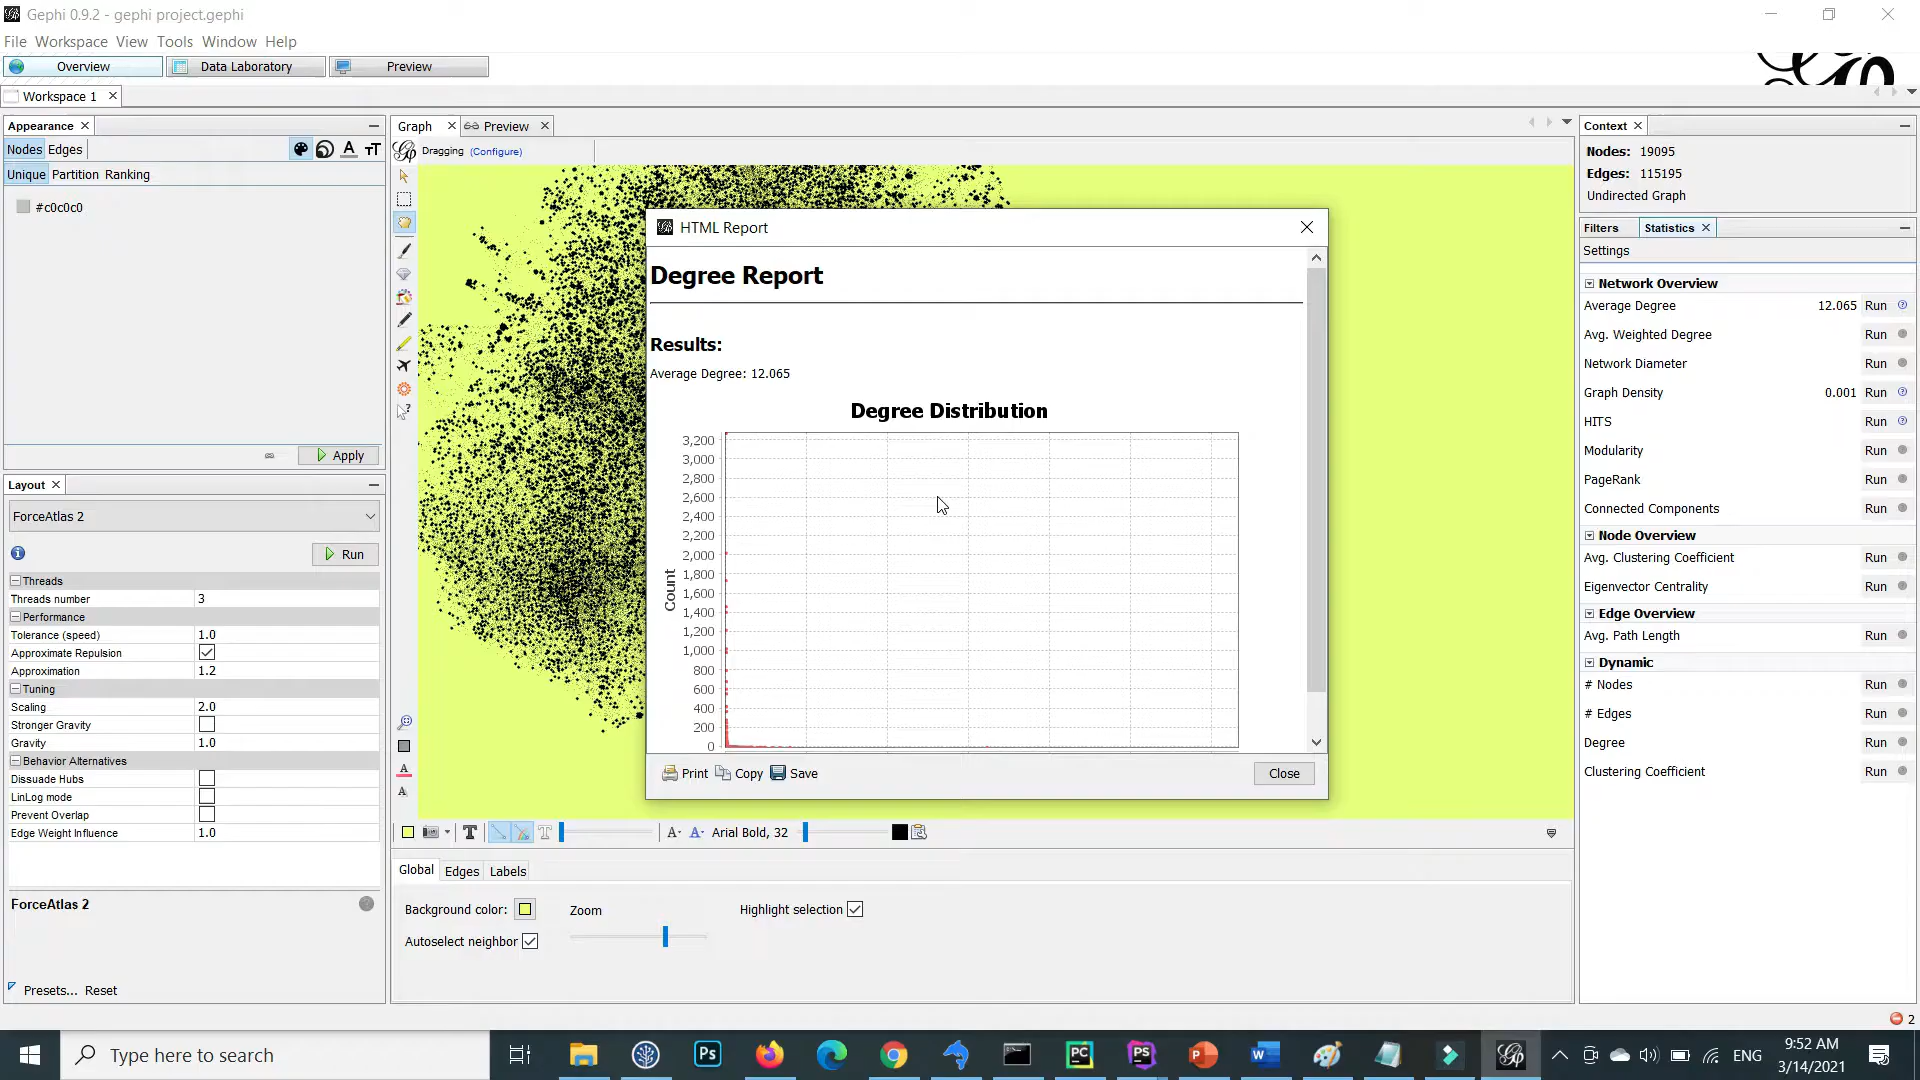 Gephi 0.9.2 - gephi project.gephi
File Workspace View Tools Window Help
Overview Data Laboratory Preview
Workspace 1
Appearance
Nodes Edges
Unique Partition Ranking
#c0c0c0
Apply
Layout
ForceAtlas 2
Run
Threads
Threads number 3
Performance
Tolerance (speed) 1.0
Approximate Repulsion
Approximation 1.2
Tuning
Scaling 2.0
Stronger Gravity
Gravity 1.0
Behavior Alternatives
Dissuade Hubs
LinLog mode
Prevent Overlap
Edge Weight Influence 1.0
ForceAtlas 2
Presets... Reset
Graph Preview
Dragging (Configure)
HTML Report
Degree Report
Results:
Average Degree: 12.065
Degree Distribution
Count
3,200
3,000
2,800
2,600
2,400
2,200
2,000
1,800
1,600
1,400
1,200
1,000
800
600
400
200
0
Print Copy Save Close
Arial Bold, 32
Global Edges Labels
Background color: Zoom Highlight selection
Autoselect neighbor
Context
Nodes: 19095
Edges: 115195
Undirected Graph
Filters Statistics
Settings
Network Overview
Average Degree 12.065 Run
Avg. Weighted Degree Run
Network Diameter Run
Graph Density 0.001 Run
HITS Run
Modularity Run
PageRank Run
Connected Components Run
Node Overview
Avg. Clustering Coefficient Run
Eigenvector Centrality Run
Edge Overview
Avg. Path Length Run
Dynamic
# Nodes Run
# Edges Run
Degree Run
Clustering Coefficient Run
2
Type here to search
ENG
9:52 AM
3/14/2021